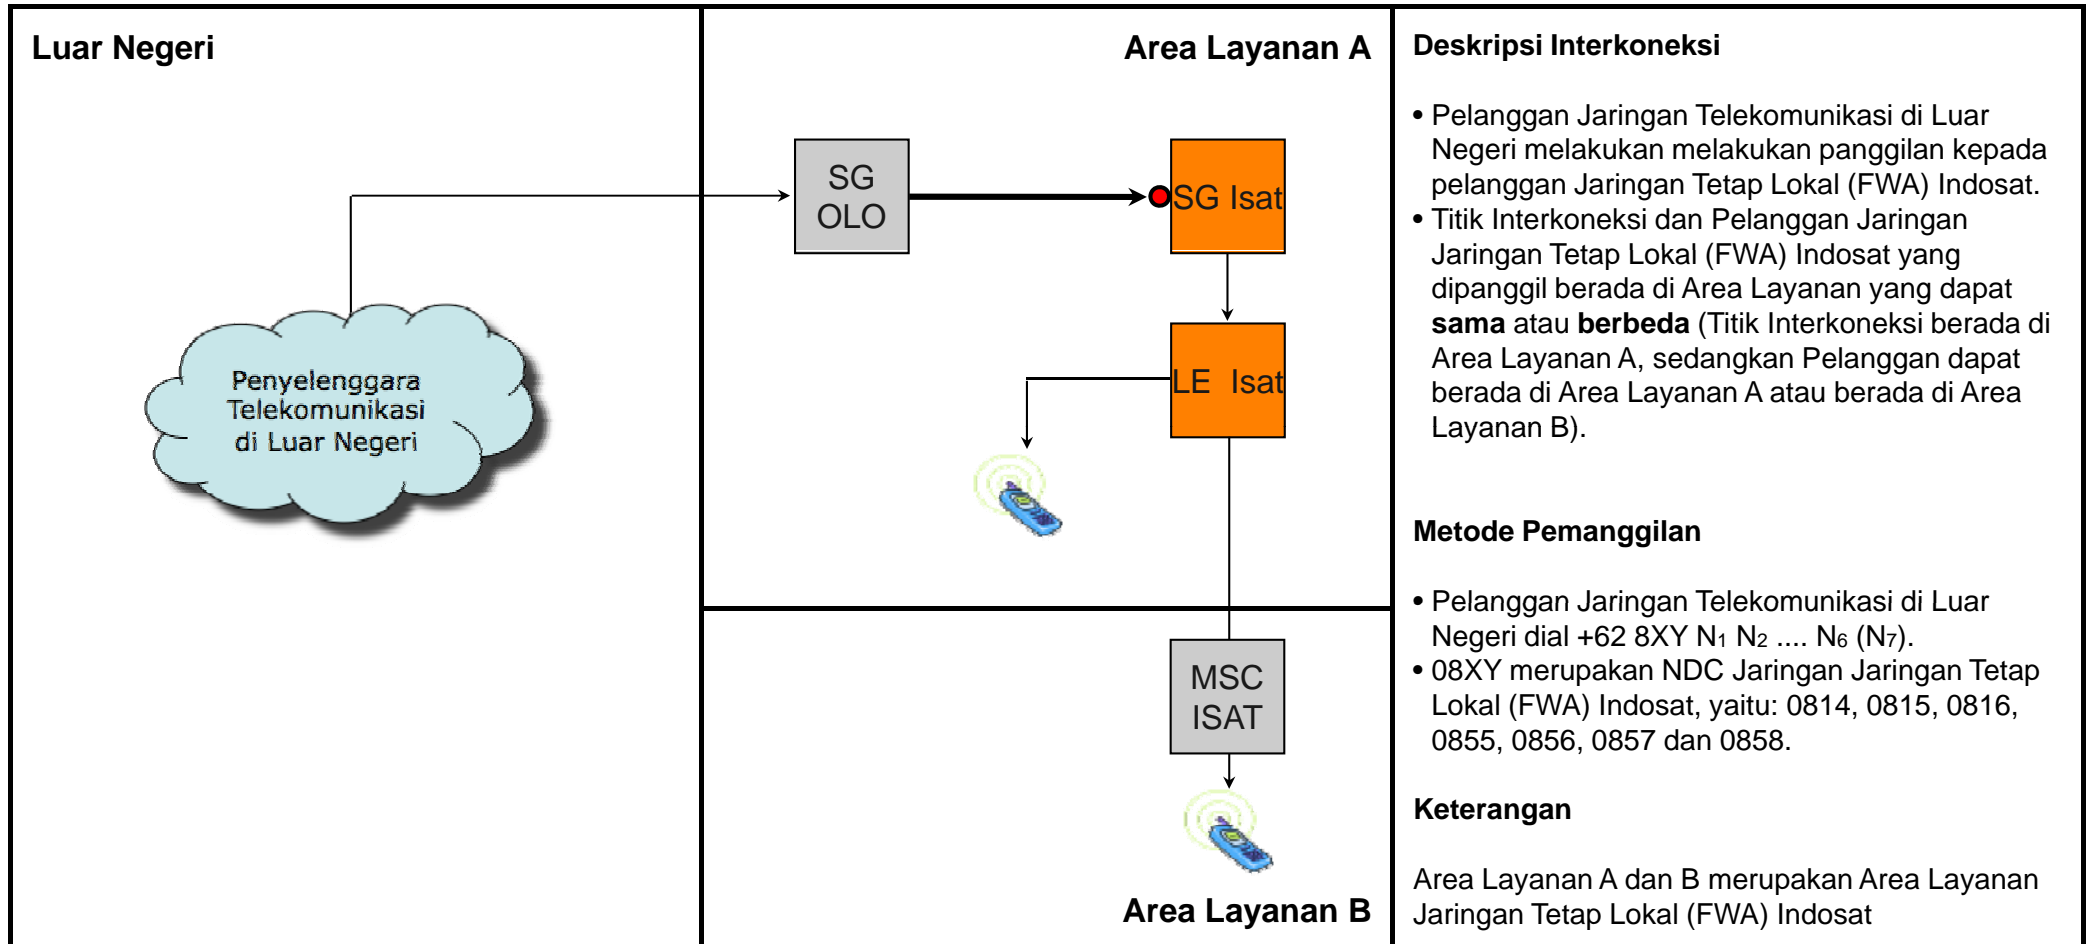 Luar Negeri
Penyelenggara
Telekomunikasi
di Luar Negeri
Area Layanan A
SG
OLO
SG Isat
LE Isat
MSC
ISAT
Area Layanan B
Deskripsi Interkoneksi
• Pelanggan Jaringan Telekomunikasi di Luar
Negeri melakukan melakukan panggilan kepada
pelanggan Jaringan Tetap Lokal (FWA) Indosat.
• Titik Interkoneksi dan Pelanggan Jaringan
Jaringan Tetap Lokal (FWA) Indosat yang
dipanggil berada di Area Layanan yang dapat
sama atau berbeda (Titik Interkoneksi berada di
Area Layanan A, sedangkan Pelanggan dapat
berada di Area Layanan A atau berada di Area
Layanan B).
Metode Pemanggilan
• Pelanggan Jaringan Telekomunikasi di Luar
Negeri dial +62 8XY N1 N2 .... N6 (N7).
• 08XY merupakan NDC Jaringan Jaringan Tetap
Lokal (FWA) Indosat, yaitu: 0814, 0815, 0816,
0855, 0856, 0857 dan 0858.
Keterangan
Area Layanan A dan B merupakan Area Layanan
Jaringan Tetap Lokal (FWA) Indosat